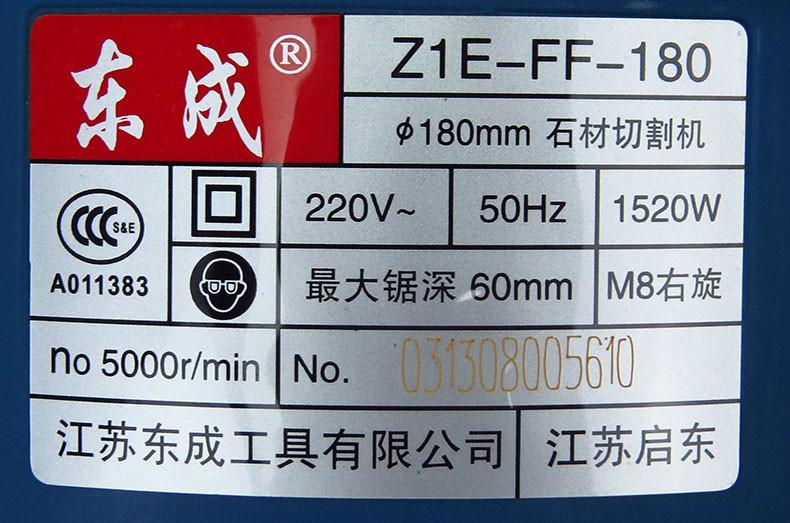 东成®
Z1E-FF-180
φ180mm 石材切割机
CCC S&E
A011383
220V~ 50Hz 1520W
最大锯深 60mm M8右旋
no 5000r/min No. 031308005610
江苏东成工具有限公司 江苏启东